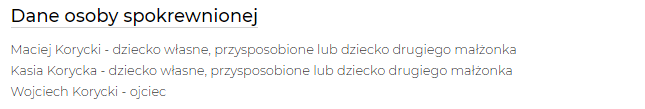 Dane osoby spokrewnionej
Maciej Korycki - dziecko własne, przysposobione lub dziecko drugiego małżonka
Kasia Korycka - dziecko własne, przysposobione lub dziecko drugiego małżonka
Wojciech Korycki - ojciec